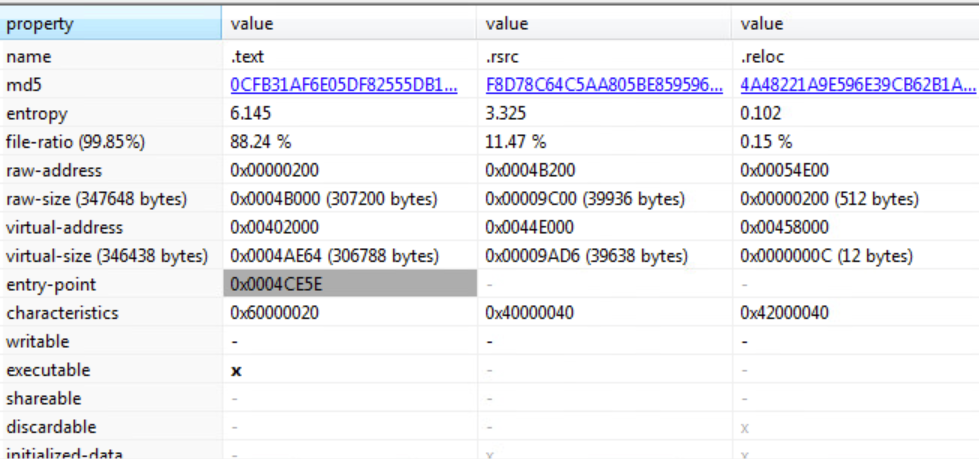 property value value value
name .text .rsrc .reloc
md5 0CFB31AF6E05DF82555DB1... F8D78C64C5AA805BE859596... 4A48221A9E596E39CB62B1A...
entropy 6.145 3.325 0.102
file-ratio (99.85%) 88.24 % 11.47 % 0.15 %
raw-address 0x00000200 0x0004B200 0x00054E00
raw-size (347648 bytes) 0x0004B000 (307200 bytes) 0x00009C00 (39936 bytes) 0x00000200 (512 bytes)
virtual-address 0x00402000 0x0044E000 0x00458000
virtual-size (346438 bytes) 0x0004AE64 (306788 bytes) 0x00009AD6 (39638 bytes) 0x0000000C (12 bytes)
entry-point 0x0004CE5E - -
characteristics 0x60000020 0x40000040 0x42000040
writable - - -
executable x - -
shareable - - -
discardable - - x
initialized-data - x x